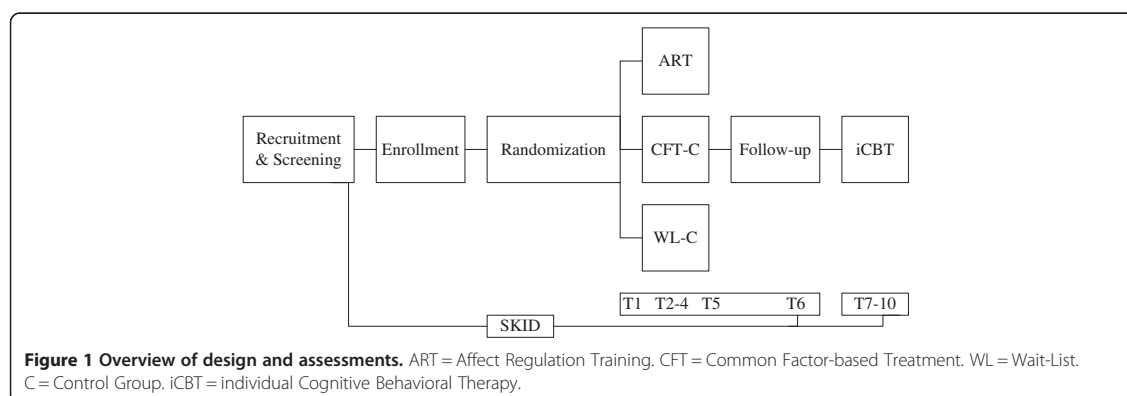 ART
Recruitment
& Screening
Enrollment
Randomization
CFT-C
Follow-up
iCBT
WL-C
T1 T2-4 T5 T6
T7-10
SKID
Figure 1 Overview of design and assessments. ART = Affect Regulation Training. CFT = Common Factor-based Treatment. WL = Wait-List.
C = Control Group. iCBT = individual Cognitive Behavioral Therapy.